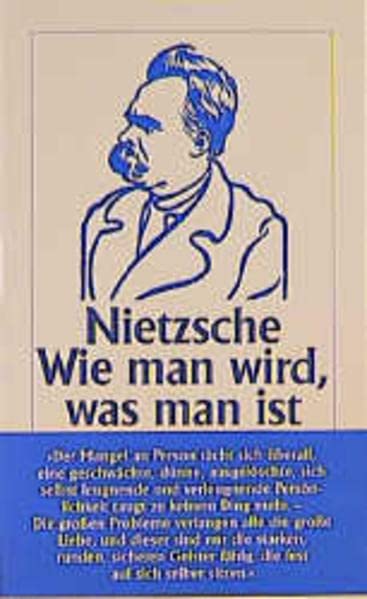 Nietzsche
Wie man wird,
was man ist
»Der Mangel an Person rächt sich überall,
eine geschwächte, dünne, ausgelöschte, sich
selbst leugnende und verleugnende Persön-
lichkeit taugt zu keinem Ding mehr. –
Die großen Probleme verlangen alle die große
Liebe, und dieser sind nur die starken,
runden, sicheren Geister fähig, die fest
auf sich selber sitzen.«